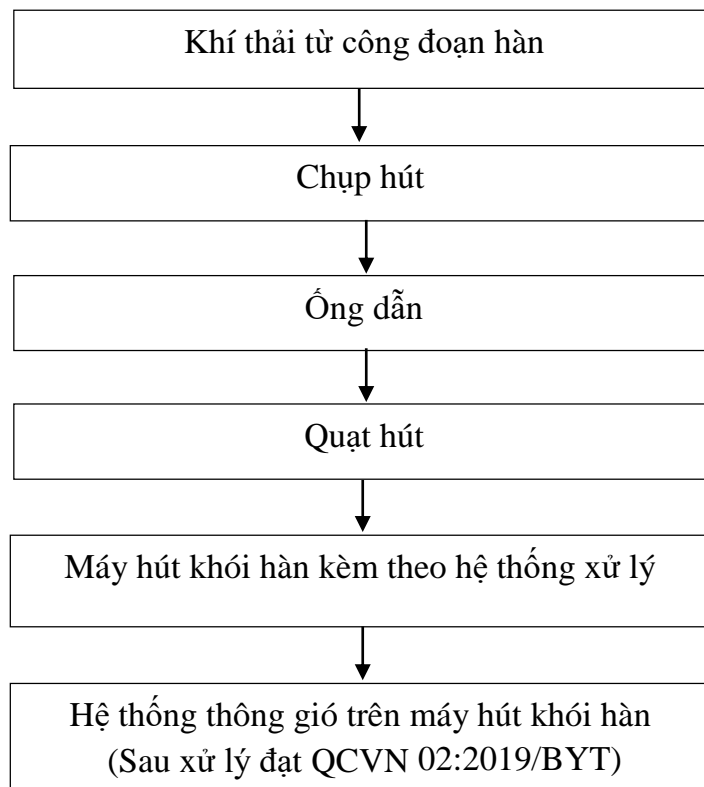 Khí thải từ công đoạn hàn
Chụp hút
Ống dẫn
Quạt hút
Máy hút khói hàn kèm theo hệ thống xử lý
Hệ thống thông gió trên máy hút khói hàn
(Sau xử lý đạt QCVN 02:2019/BYT)